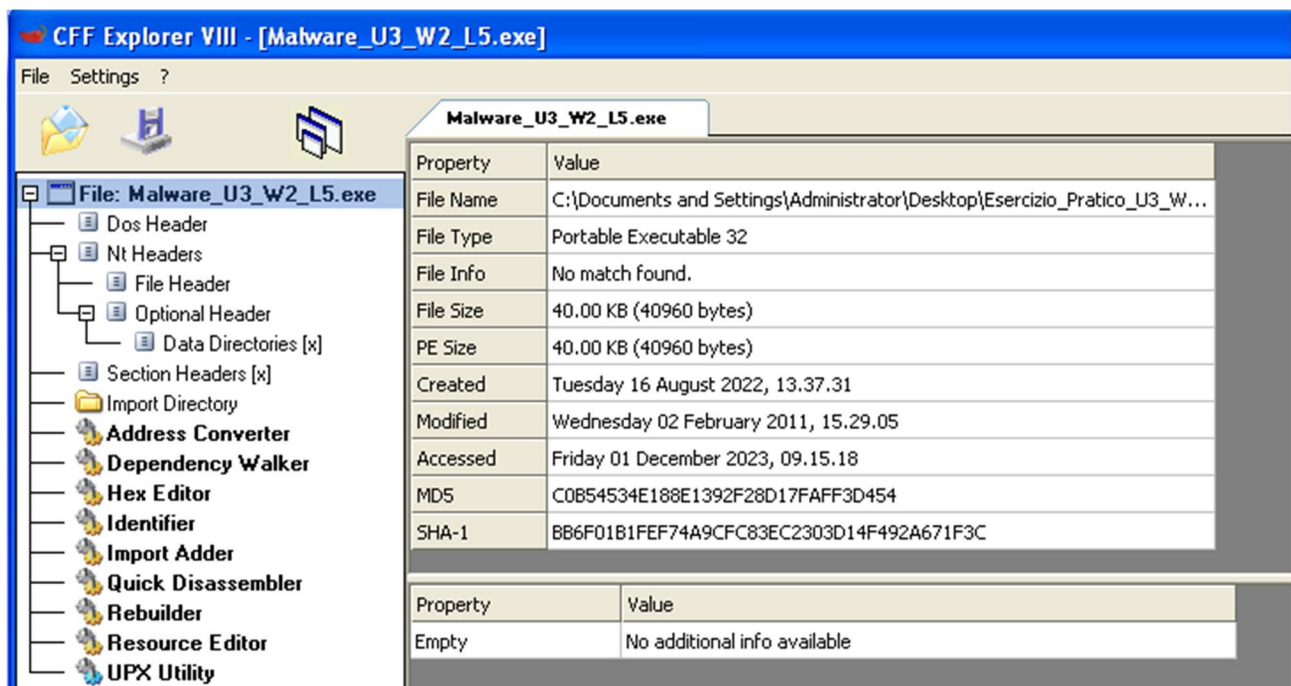 CFF Explorer VIII - [Malware_U3_W2_L5.exe]
File Settings ?
Malware_U3_W2_L5.exe
File: Malware_U3_W2_L5.exe
Dos Header
Nt Headers
File Header
Optional Header
Data Directories [x]
Section Headers [x]
Import Directory
Address Converter
Dependency Walker
Hex Editor
Identifier
Import Adder
Quick Disassembler
Rebuilder
Resource Editor
UPX Utility
Property Value
File Name C:\Documents and Settings\Administrator\Desktop\Esercizio_Pratico_U3_W...
File Type Portable Executable 32
File Info No match found.
File Size 40.00 KB (40960 bytes)
PE Size 40.00 KB (40960 bytes)
Created Tuesday 16 August 2022, 13.37.31
Modified Wednesday 02 February 2011, 15.29.05
Accessed Friday 01 December 2023, 09.15.18
MD5 C0B54534E188E1392F28D17FAFF3D454
SHA-1 BB6F01B1FEF74A9CFC83EC2303D14F492A671F3C
Property Value
Empty No additional info available